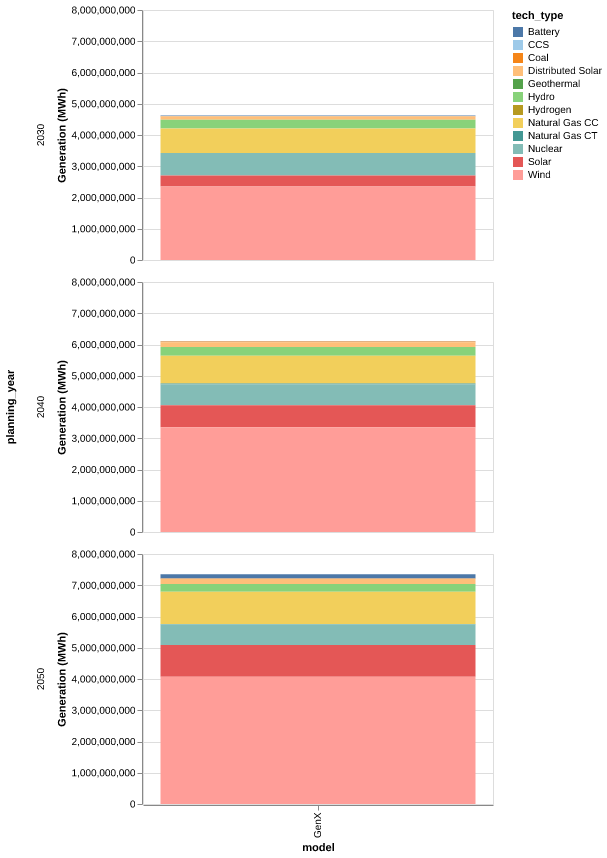 tech_type
Battery
CCS
Coal
Distributed Solar
Geothermal
Hydro
Hydrogen
Natural Gas CC
Natural Gas CT
Nuclear
Solar
Wind
planning_year
2030
Generation (MWh)
8,000,000,000
7,000,000,000
6,000,000,000
5,000,000,000
4,000,000,000
3,000,000,000
2,000,000,000
1,000,000,000
0
2040
Generation (MWh)
8,000,000,000
7,000,000,000
6,000,000,000
5,000,000,000
4,000,000,000
3,000,000,000
2,000,000,000
1,000,000,000
0
2050
Generation (MWh)
8,000,000,000
7,000,000,000
6,000,000,000
5,000,000,000
4,000,000,000
3,000,000,000
2,000,000,000
1,000,000,000
0
GenX
model